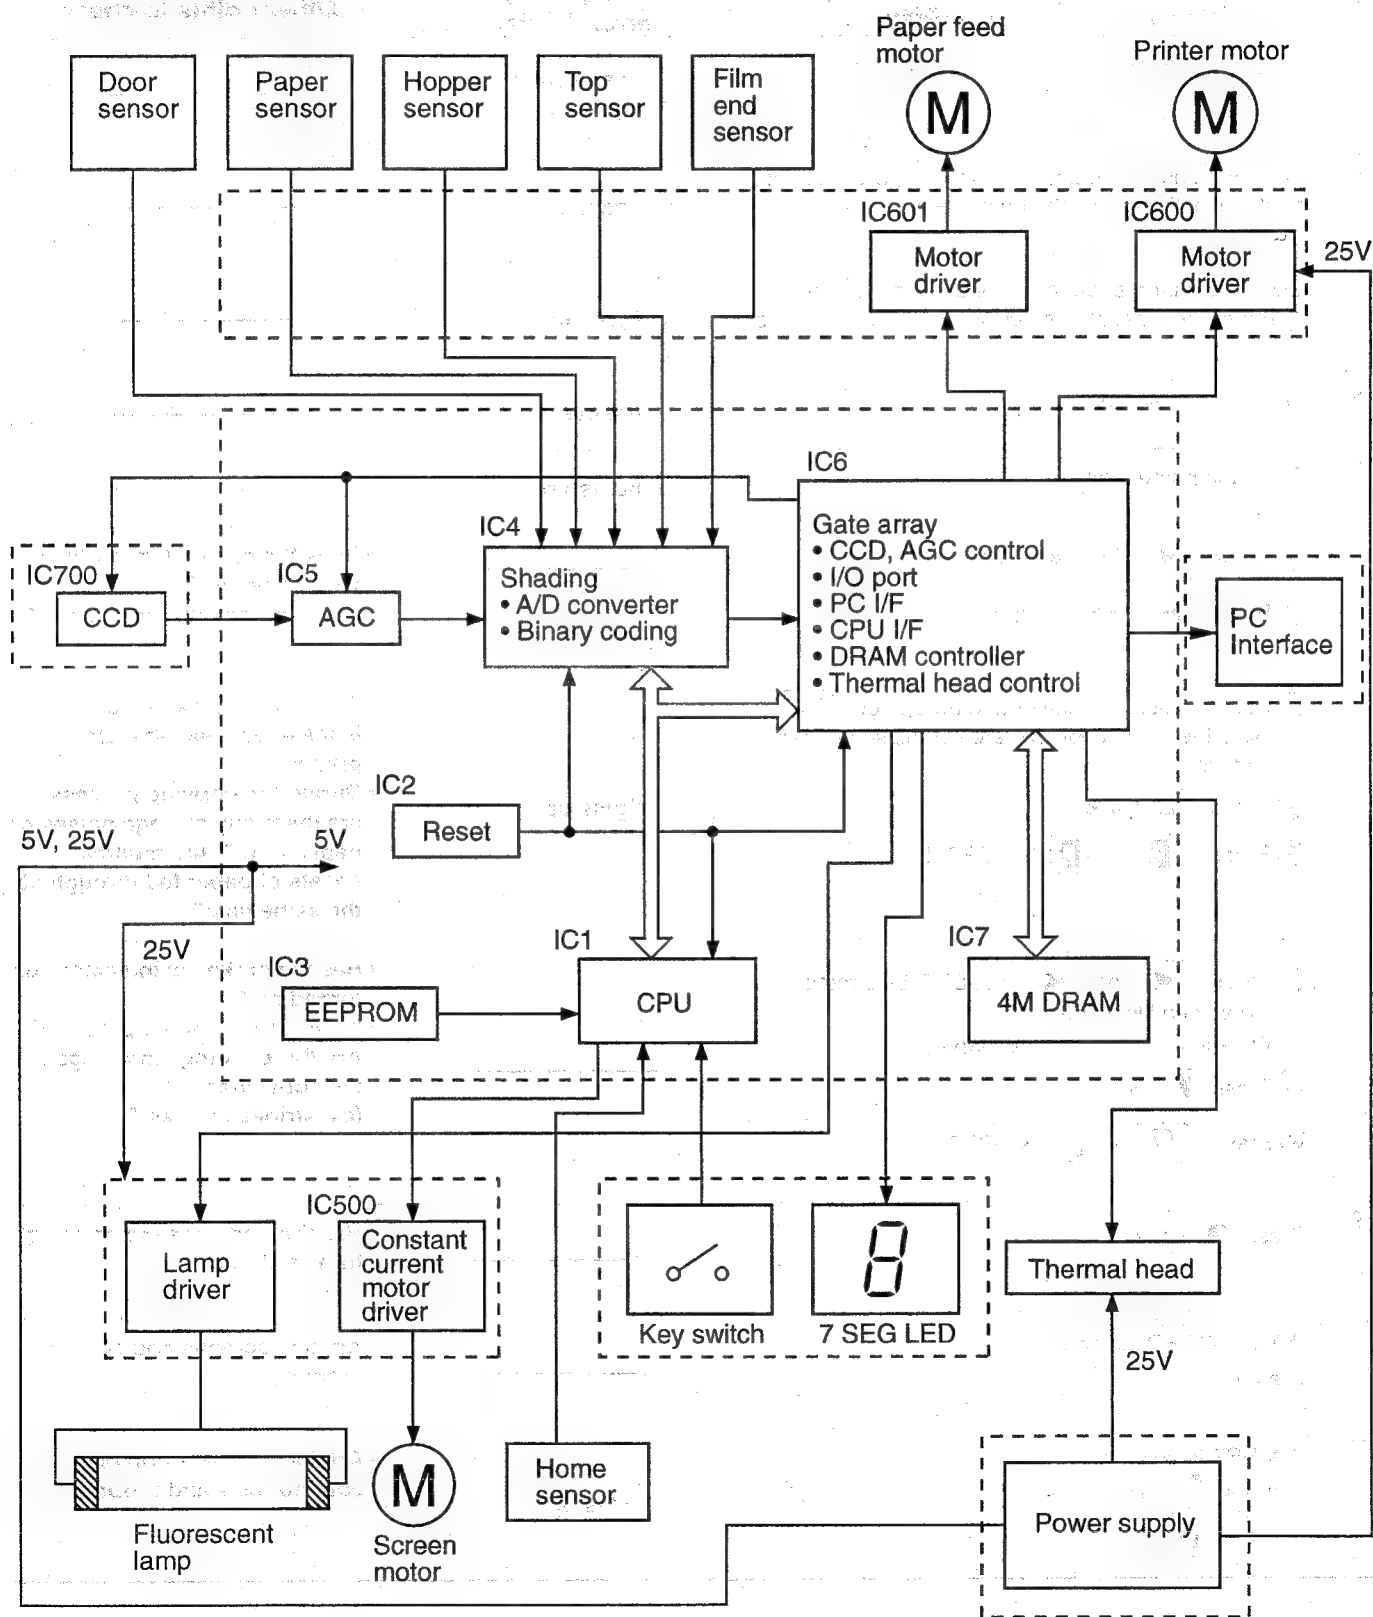 Paper feed
motor
Printer motor
Door
sensor
Paper
sensor
Hopper
sensor
Top
sensor
Film
end
sensor
M
M
IC601
IC600
Motor
driver
Motor
driver
25V
IC6
IC4
Gate array
• CCD, AGC control
• I/O port
• PC I/F
• CPU I/F
• DRAM controller
• Thermal head control
IC700
CCD
IC5
AGC
Shading
• A/D converter
• Binary coding
PC
Interface
IC2
Reset
5V, 25V
5V
25V
IC1
CPU
IC3
EEPROM
IC7
4M DRAM
IC500
Lamp
driver
Constant
current
motor
driver
8
Key switch
7 SEG LED
Thermal head
25V
Fluorescent
lamp
M
Screen
motor
Home
sensor
Power supply